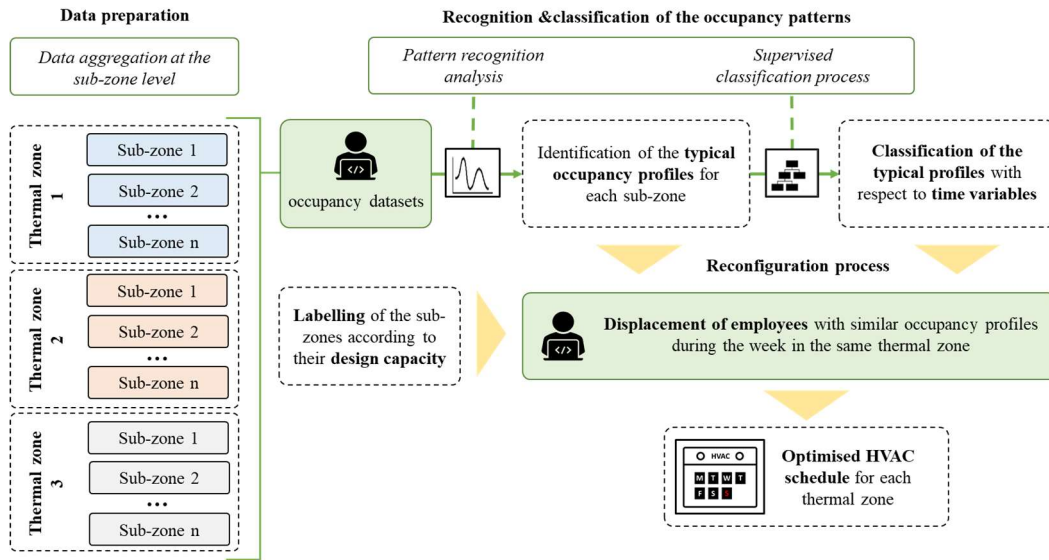 Data preparation
Data aggregation at the
sub-zone level
Thermal zone
1
Sub-zone 1
Sub-zone 2
...
Sub-zone n
Thermal zone
2
Sub-zone 1
Sub-zone 2
...
Sub-zone n
Thermal zone
3
Sub-zone 1
Sub-zone 2
...
Sub-zone n
Recognition &classification of the occupancy patterns
Pattern recognition
analysis
Supervised
classification process
</>
occupancy datasets
Identification of the typical
occupancy profiles for
each sub-zone
Classification of the
typical profiles with
respect to time variables
Reconfiguration process
Labelling of the sub-
zones according to
their design capacity
</>
Displacement of employees with similar occupancy profiles
during the week in the same thermal zone
HVAC
M T W T
F S S
Optimised HVAC
schedule for each
thermal zone